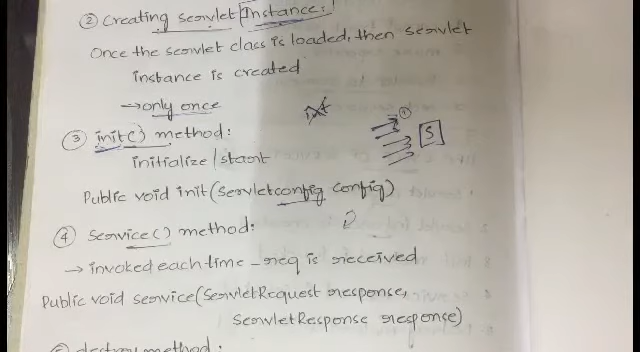 ② Creating servlet Instance:
Once the servlet class is loaded, then servlet
instance is created
→ only once
③ init() method:
initialize/start
Public void init(Servletconfig config)
④ Service() method:
→ invoked each time req is received
Public void service(ServletRequest response,
ServletResponse response)
destroy method:
S